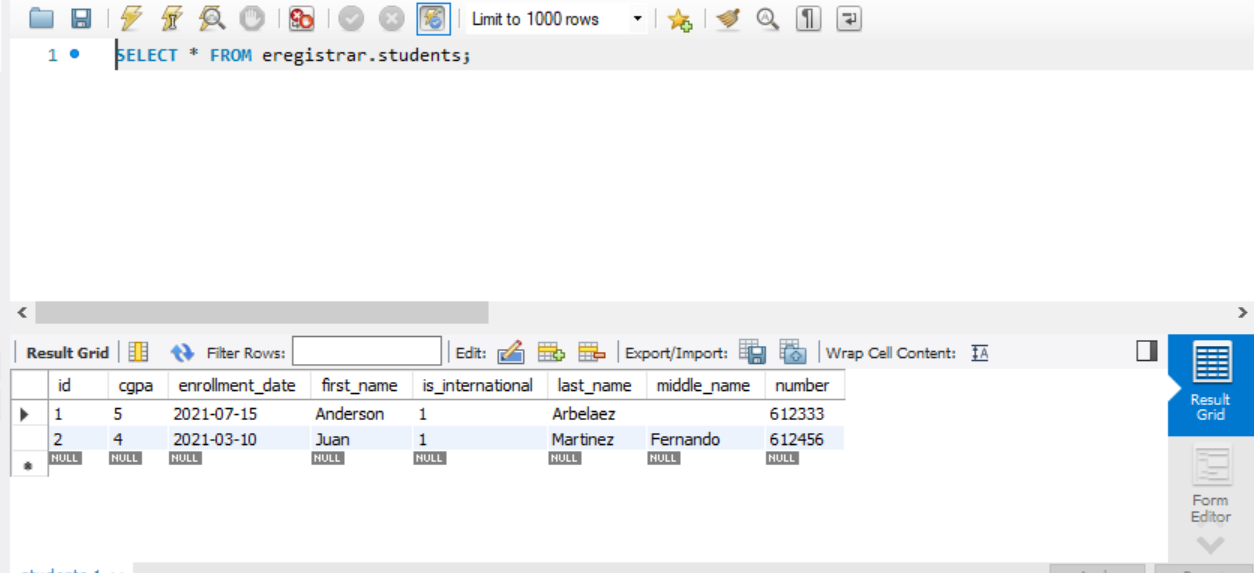 Limit to 1000 rows
1 SELECT * FROM eregistrar.students;
Result Grid Filter Rows: Edit: Export/Import: Wrap Cell Content:
id cgpa enrollment_date first_name is_international last_name middle_name number
1 5 2021-07-15 Anderson 1 Arbelaez 612333
2 4 2021-03-10 Juan 1 Martinez Fernando 612456
NULL NULL NULL NULL NULL NULL NULL NULL
Result
Grid
Form
Editor